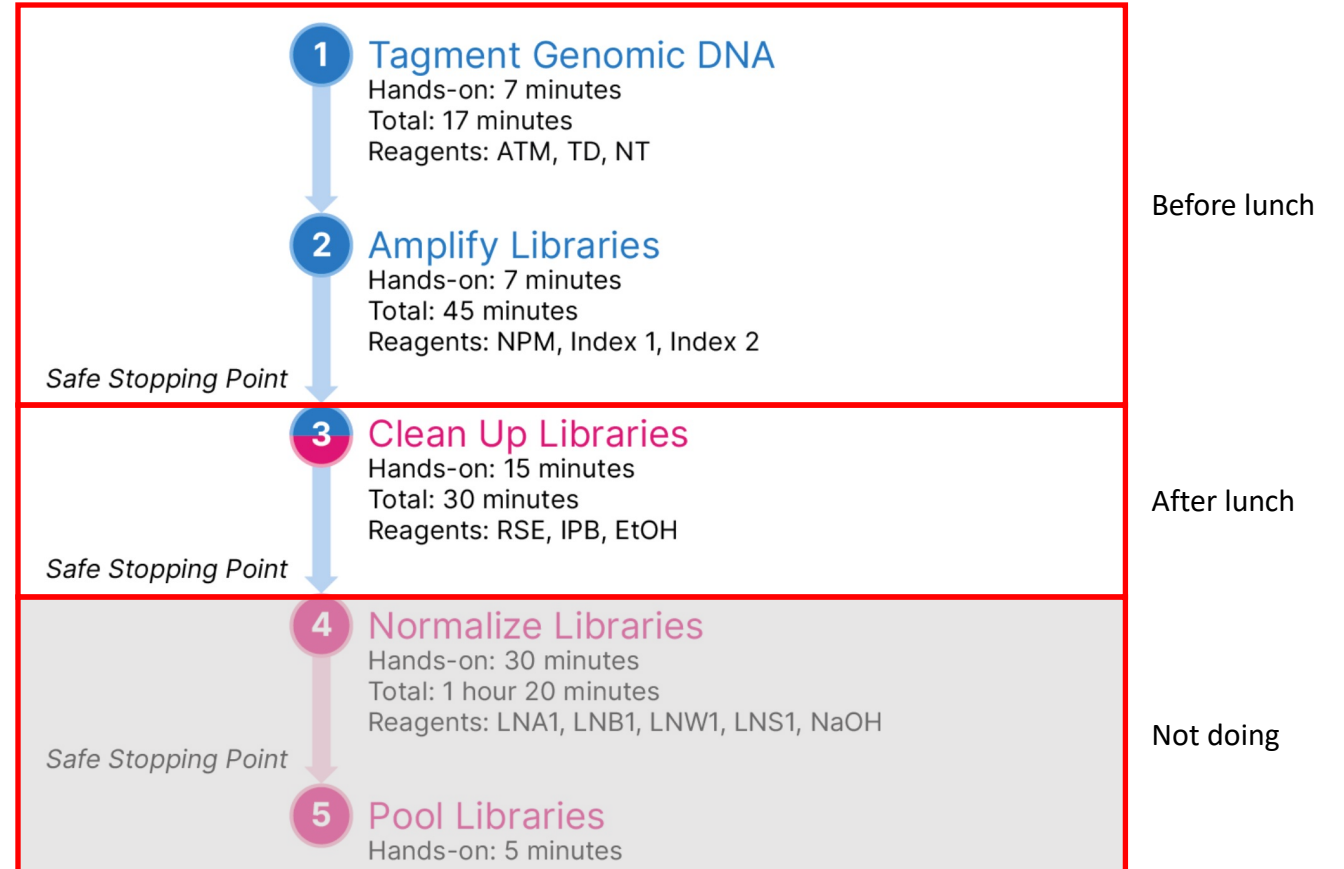 1
Tagment Genomic DNA
Hands-on: 7 minutes
Total: 17 minutes
Reagents: ATM, TD, NT
Before lunch
2
Amplify Libraries
Hands-on: 7 minutes
Total: 45 minutes
Reagents: NPM, Index 1, Index 2
Safe Stopping Point
3
Clean Up Libraries
Hands-on: 15 minutes
Total: 30 minutes
Reagents: RSE, IPB, EtOH
After lunch
Safe Stopping Point
4
Normalize Libraries
Hands-on: 30 minutes
Total: 1 hour 20 minutes
Reagents: LNA1, LNB1, LNW1, LNS1, NaOH
Not doing
Safe Stopping Point
5
Pool Libraries
Hands-on: 5 minutes